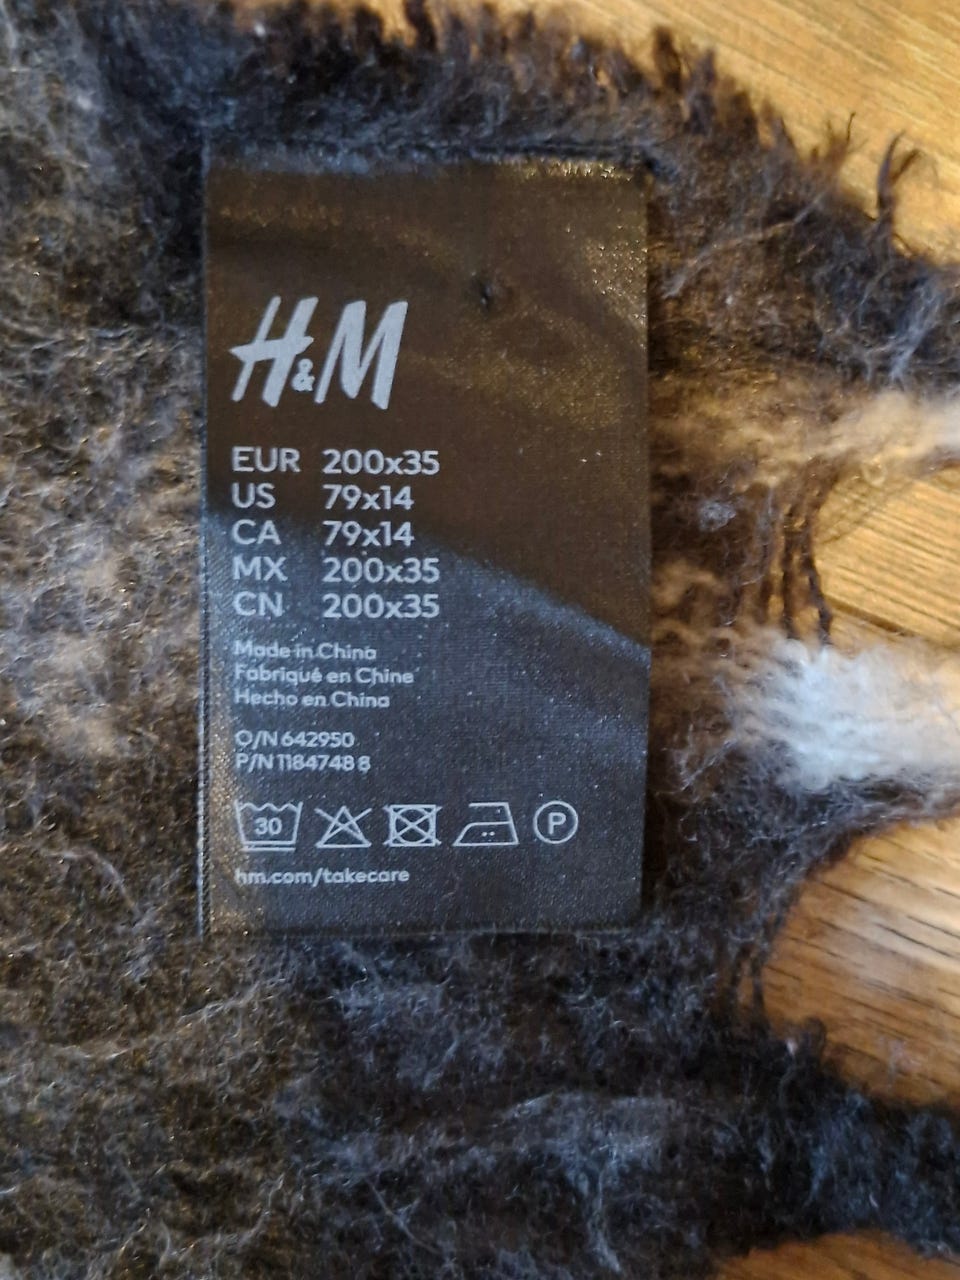 H&M
EUR 200x35
US 79x14
CA 79x14
MX 200x35
CN 200x35
Made in China
Fabriqué en Chine
Hecho en China
O/N 642950
P/N 1184748 8
30 P
hm.com/takecare